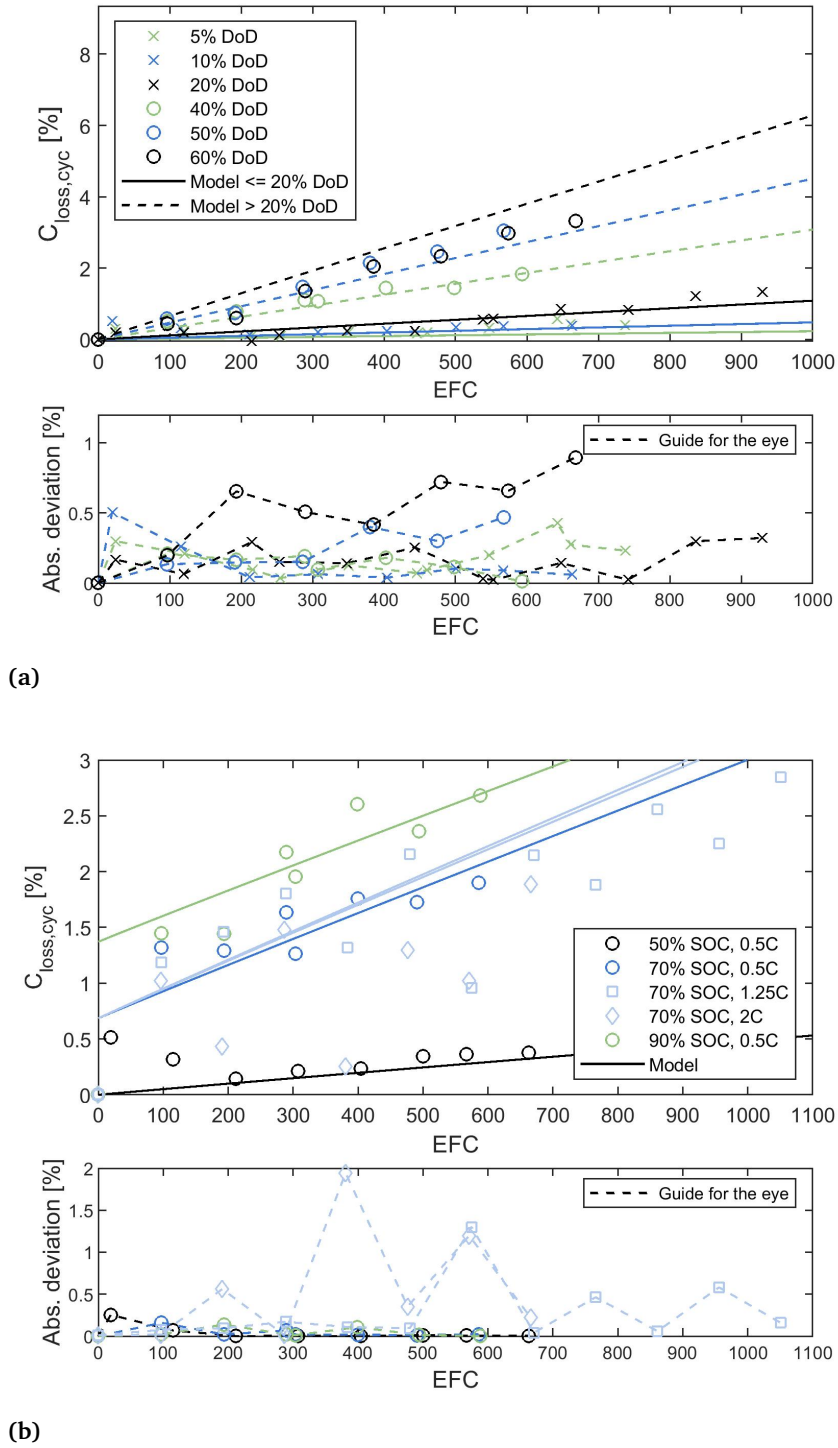 8
6
4
2
0
C_loss,cyc [%]
5% DoD
10% DoD
20% DoD
40% DoD
50% DoD
60% DoD
Model <= 20% DoD
Model > 20% DoD
0 100 200 300 400 500 600 700 800 900 1000
EFC
1
0.5
0
Abs. deviation [%]
Guide for the eye
0 100 200 300 400 500 600 700 800 900 1000
EFC
(a)
3
2.5
2
1.5
1
0.5
0
C_loss,cyc [%]
50% SOC, 0.5C
70% SOC, 0.5C
70% SOC, 1.25C
70% SOC, 2C
90% SOC, 0.5C
Model
0 100 200 300 400 500 600 700 800 900 1000 1100
EFC
2
1.5
1
0.5
0
Abs. deviation [%]
Guide for the eye
0 100 200 300 400 500 600 700 800 900 1000 1100
EFC
(b)